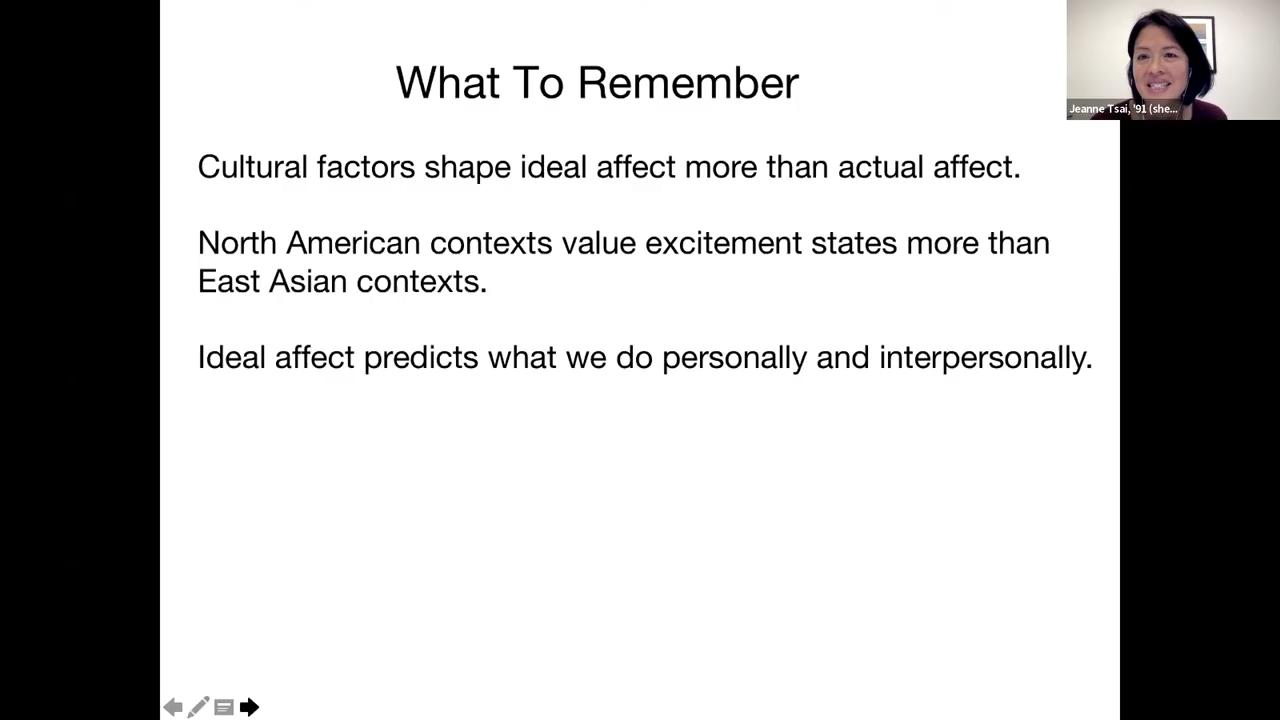 What To Remember
Jeanne Tsai, '91 (she...
Cultural factors shape ideal affect more than actual affect.
North American contexts value excitement states more than
East Asian contexts.
Ideal affect predicts what we do personally and interpersonally.